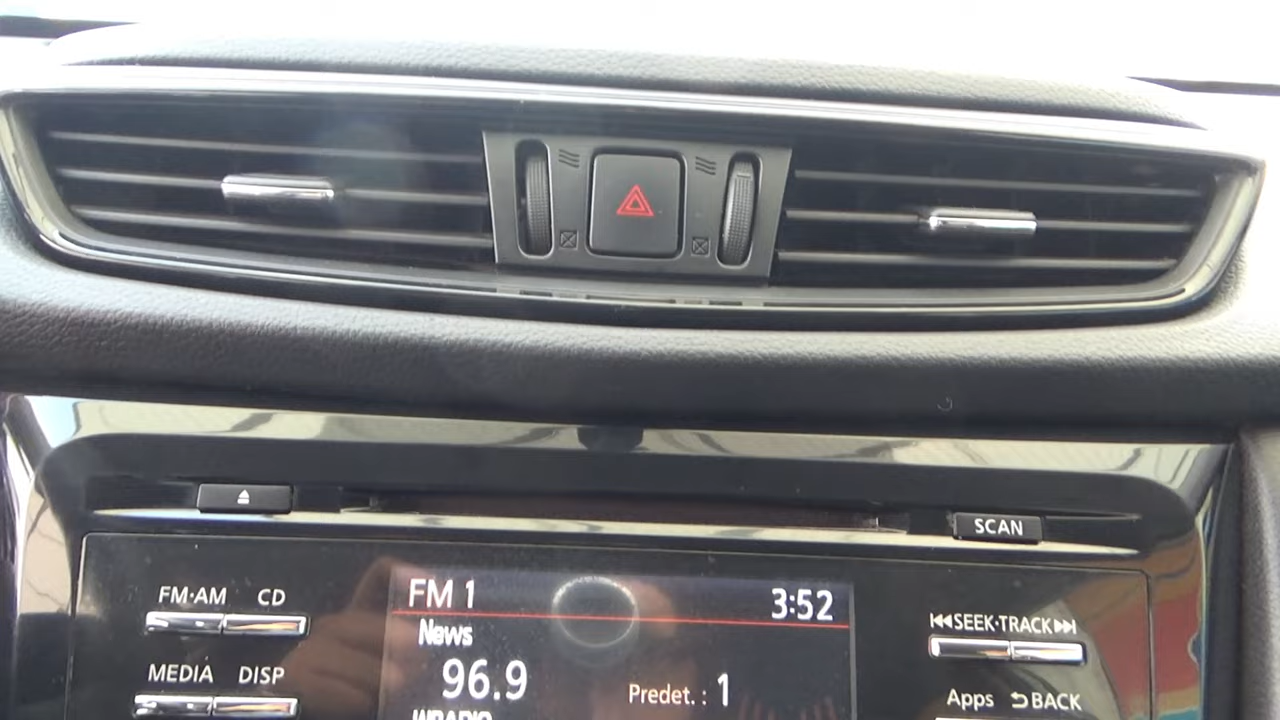 SCAN
FM·AM CD
MEDIA DISP
FM 1 3:52
News
96.9
Predet. : 1
WRADIO
SEEK·TRACK
Apps BACK